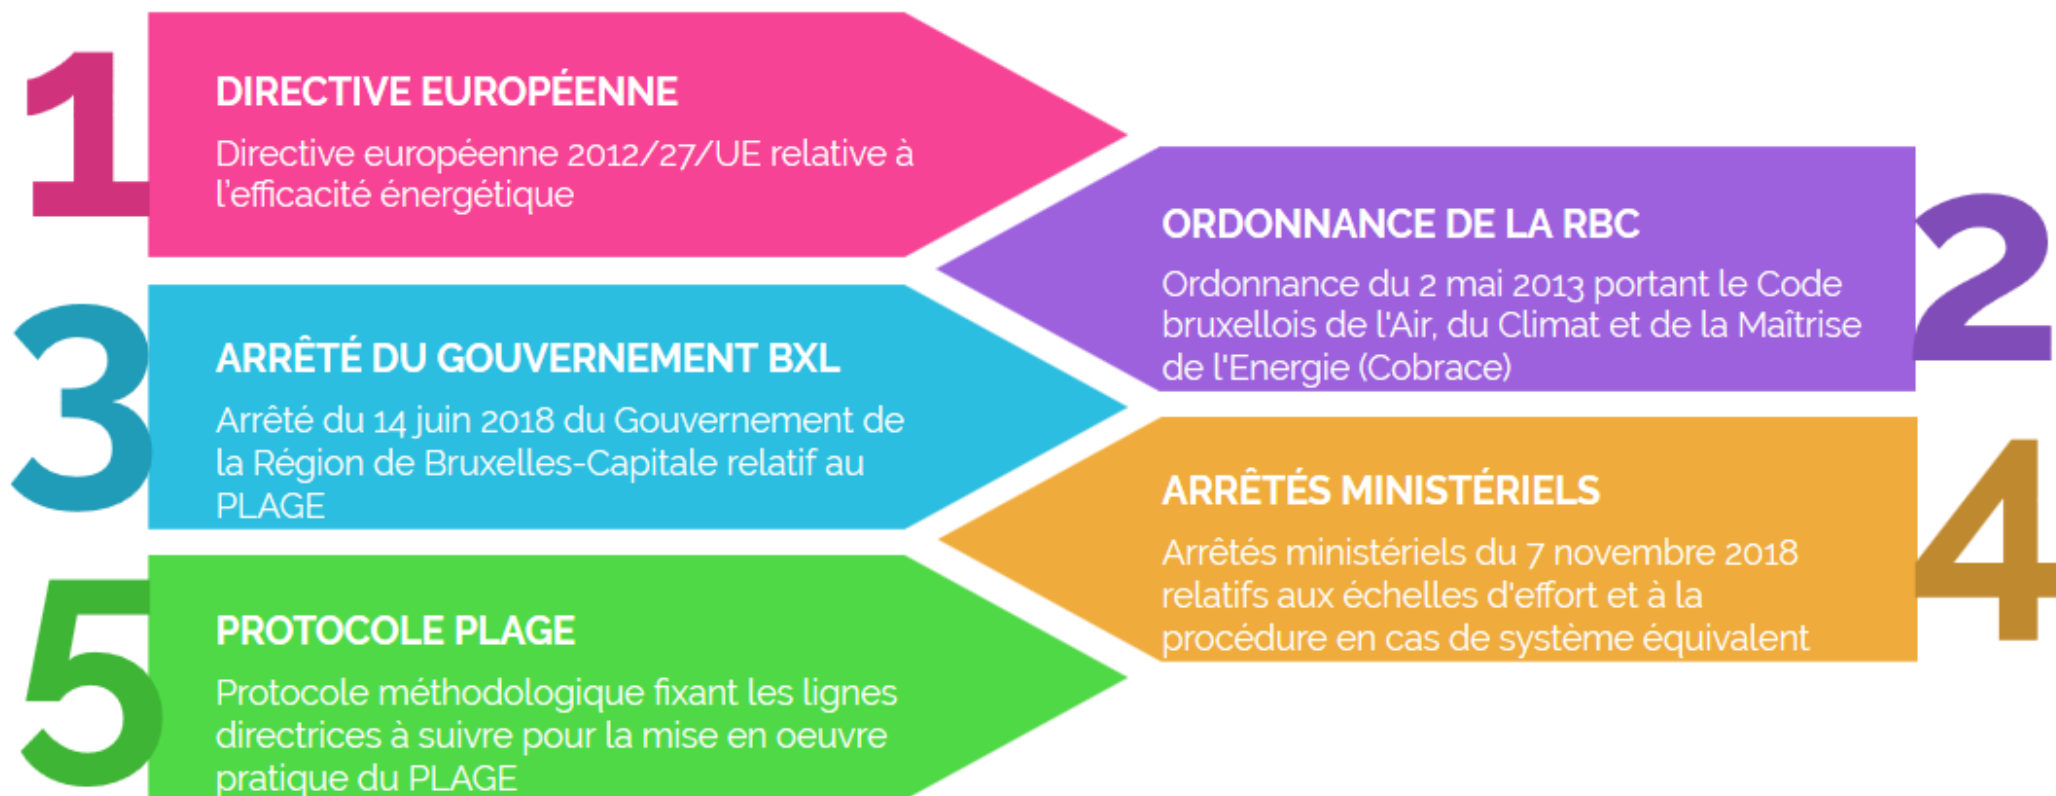 1
DIRECTIVE EUROPÉENNE
Directive européenne 2012/27/UE relative à
l'efficacité énergétique
2
ORDONNANCE DE LA RBC
Ordonnance du 2 mai 2013 portant le Code
bruxellois de l'Air, du Climat et de la Maîtrise
de l'Energie (Cobrace)
3
ARRÊTÉ DU GOUVERNEMENT BXL
Arrêté du 14 juin 2018 du Gouvernement de
la Région de Bruxelles-Capitale relatif au
PLAGE
4
ARRÊTÉS MINISTÉRIELS
Arrêtés ministériels du 7 novembre 2018
relatifs aux échelles d'effort et à la
procédure en cas de système équivalent
5
PROTOCOLE PLAGE
Protocole méthodologique fixant les lignes
directrices à suivre pour la mise en oeuvre
pratique du PLAGE